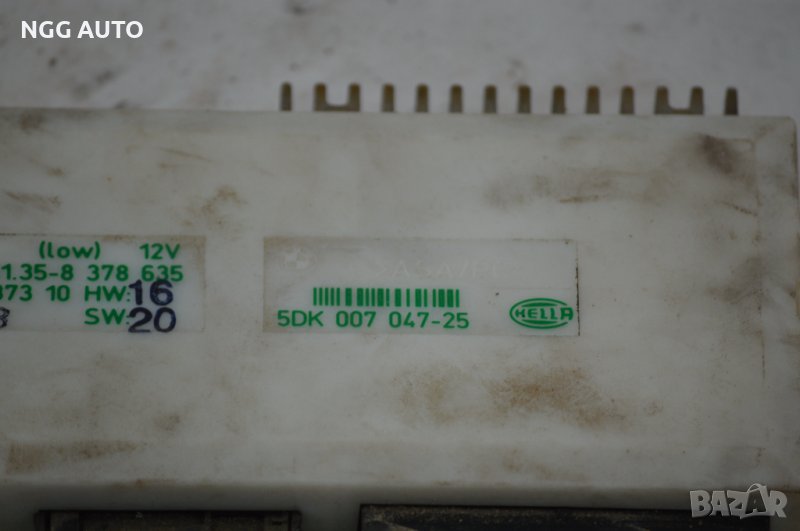 NGG AUTO
(low) 12V
1.35-8 378 635
373 10 HW: 16
SW: 20
5DK 007 047-25
HELLA
BAZAR